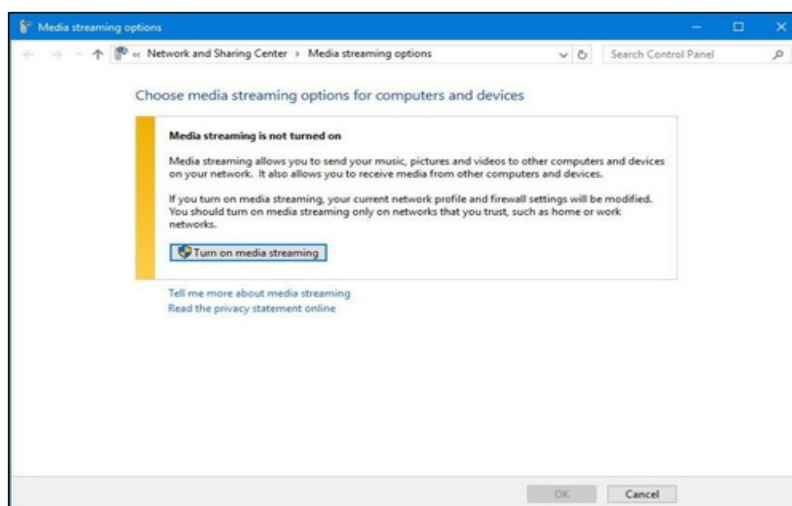 Media streaming options
« Network and Sharing Center › Media streaming options
Search Control Panel
Choose media streaming options for computers and devices
Media streaming is not turned on
Media streaming allows you to send your music, pictures and videos to other computers and devices
on your network. It also allows you to receive media from other computers and devices.
If you turn on media streaming, your current network profile and firewall settings will be modified.
You should turn on media streaming only on networks that you trust, such as home or work
networks.
Turn on media streaming
Tell me more about media streaming
Read the privacy statement online
OK
Cancel